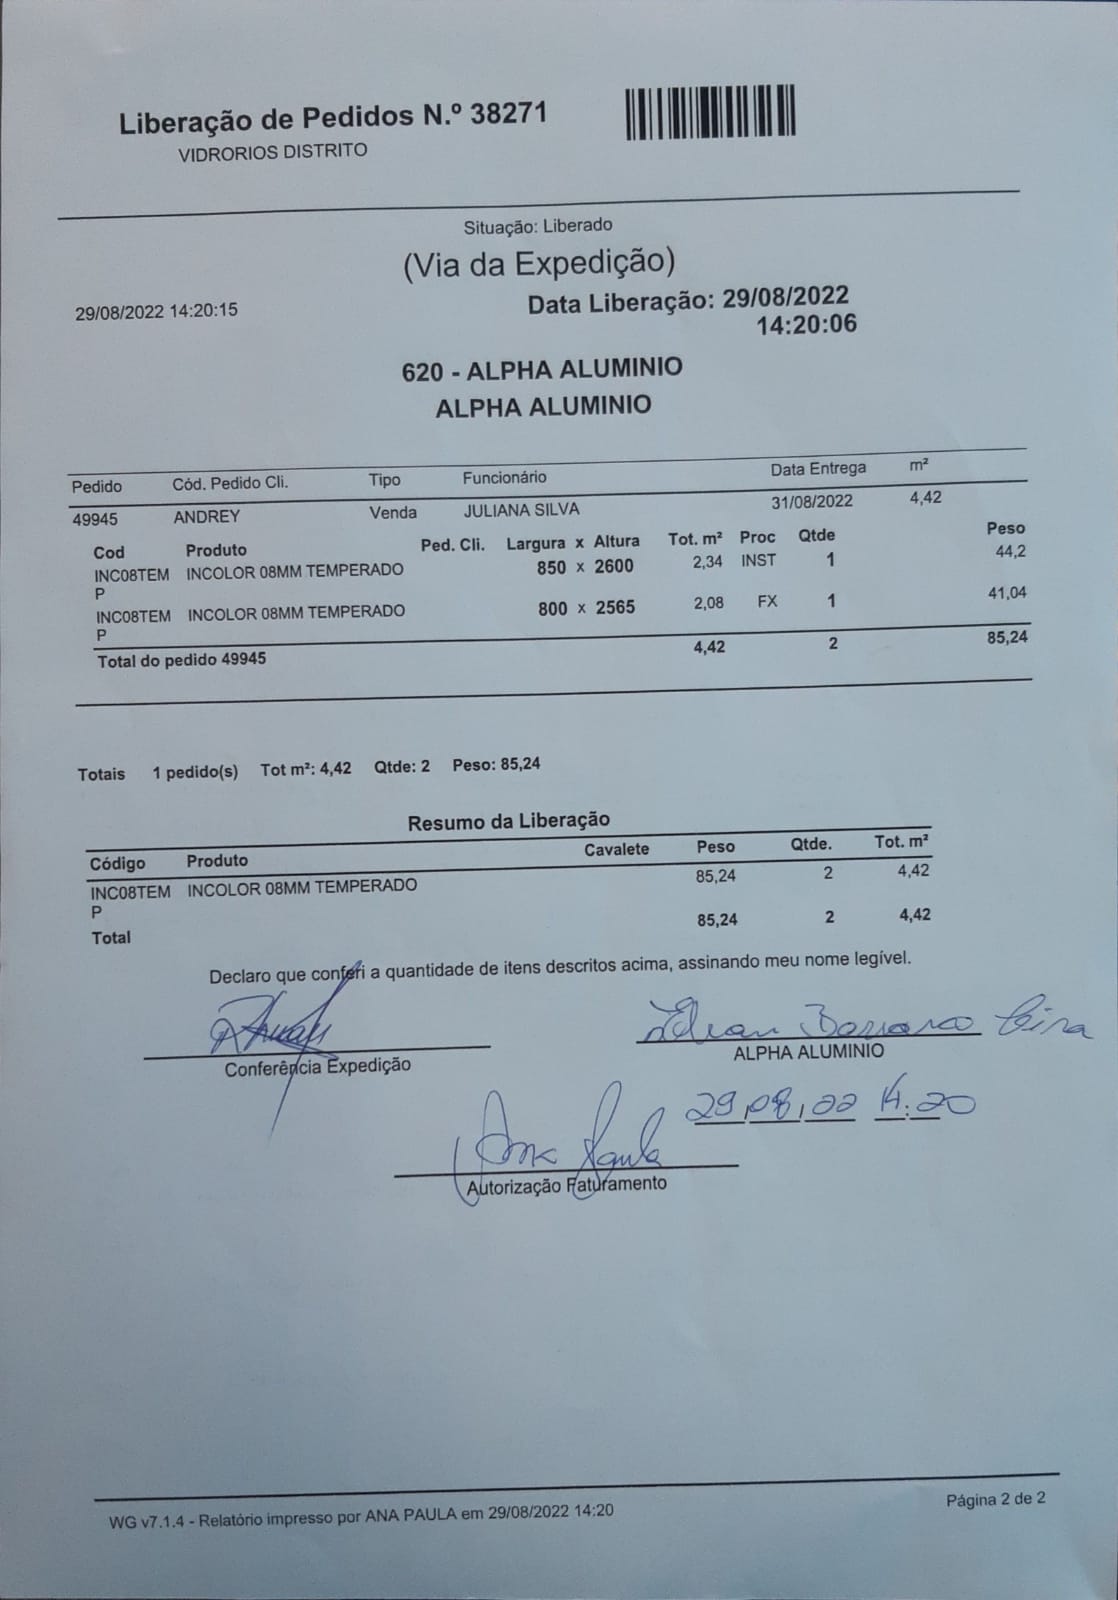 Liberação de Pedidos N.º 38271
VIDRORIOS DISTRITO
Situação: Liberado
(Via da Expedição)
29/08/2022 14:20:15
Data Liberação: 29/08/2022
14:20:06
620 - ALPHA ALUMINIO
ALPHA ALUMINIO
Pedido Cód. Pedido Cli. Tipo Funcionário Data Entrega m²
49945 ANDREY Venda JULIANA SILVA 31/08/2022 4,42
Cod Produto Ped. Cli. Largura x Altura Tot. m² Proc Qtde Peso
INC08TEM INCOLOR 08MM TEMPERADO 850 x 2600 2,34 INST 1 44,2
P
INC08TEM INCOLOR 08MM TEMPERADO 800 x 2565 2,08 FX 1 41,04
P
Total do pedido 49945 4,42 2 85,24
Totais 1 pedido(s) Tot m²: 4,42 Qtde: 2 Peso: 85,24
Resumo da Liberação
Código Produto Cavalete Peso Qtde. Tot. m²
INC08TEM INCOLOR 08MM TEMPERADO 85,24 2 4,42
P
Total 85,24 2 4,42
Declaro que conferi a quantidade de itens descritos acima, assinando meu nome legível.
Conferência Expedição
ALPHA ALUMINIO
29,08,22 14:20
Ana Paula
Autorização Faturamento
WG v7.1.4 - Relatório impresso por ANA PAULA em 29/08/2022 14:20
Página 2 de 2